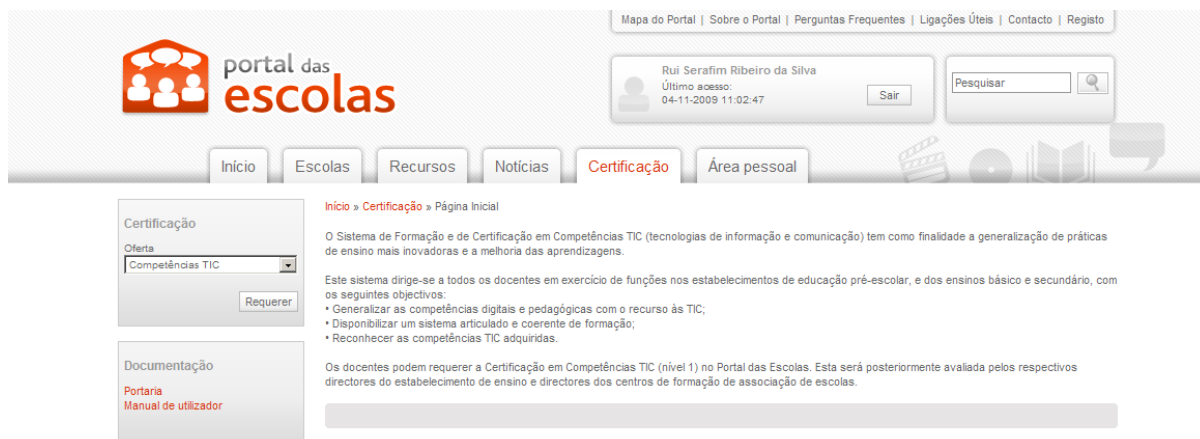 Mapa do Portal | Sobre o Portal | Perguntas Frequentes | Ligações Úteis | Contacto | Registo
portal das
escolas
Rui Serafim Ribeiro da Silva
Último acesso:
04-11-2009 11:02:47
Sair
Pesquisar
Início
Escolas
Recursos
Notícias
Certificação
Área pessoal
Certificação
Oferta
Competências TIC
Requerer
Documentação
Portaria
Manual de utilizador
Início » Certificação » Página Inicial
O Sistema de Formação e de Certificação em Competências TIC (tecnologias de informação e comunicação) tem como finalidade a generalização de práticas
de ensino mais inovadoras e a melhoria das aprendizagens.
Este sistema dirige-se a todos os docentes em exercício de funções nos estabelecimentos de educação pré-escolar, e dos ensinos básico e secundário, com
os seguintes objectivos:
• Generalizar as competências digitais e pedagógicas com o recurso às TIC;
• Disponibilizar um sistema articulado e coerente de formação;
• Reconhecer as competências TIC adquiridas.
Os docentes podem requerer a Certificação em Competências TIC (nível 1) no Portal das Escolas. Esta será posteriormente avaliada pelos respectivos
directores do estabelecimento de ensino e directores dos centros de formação de associação de escolas.